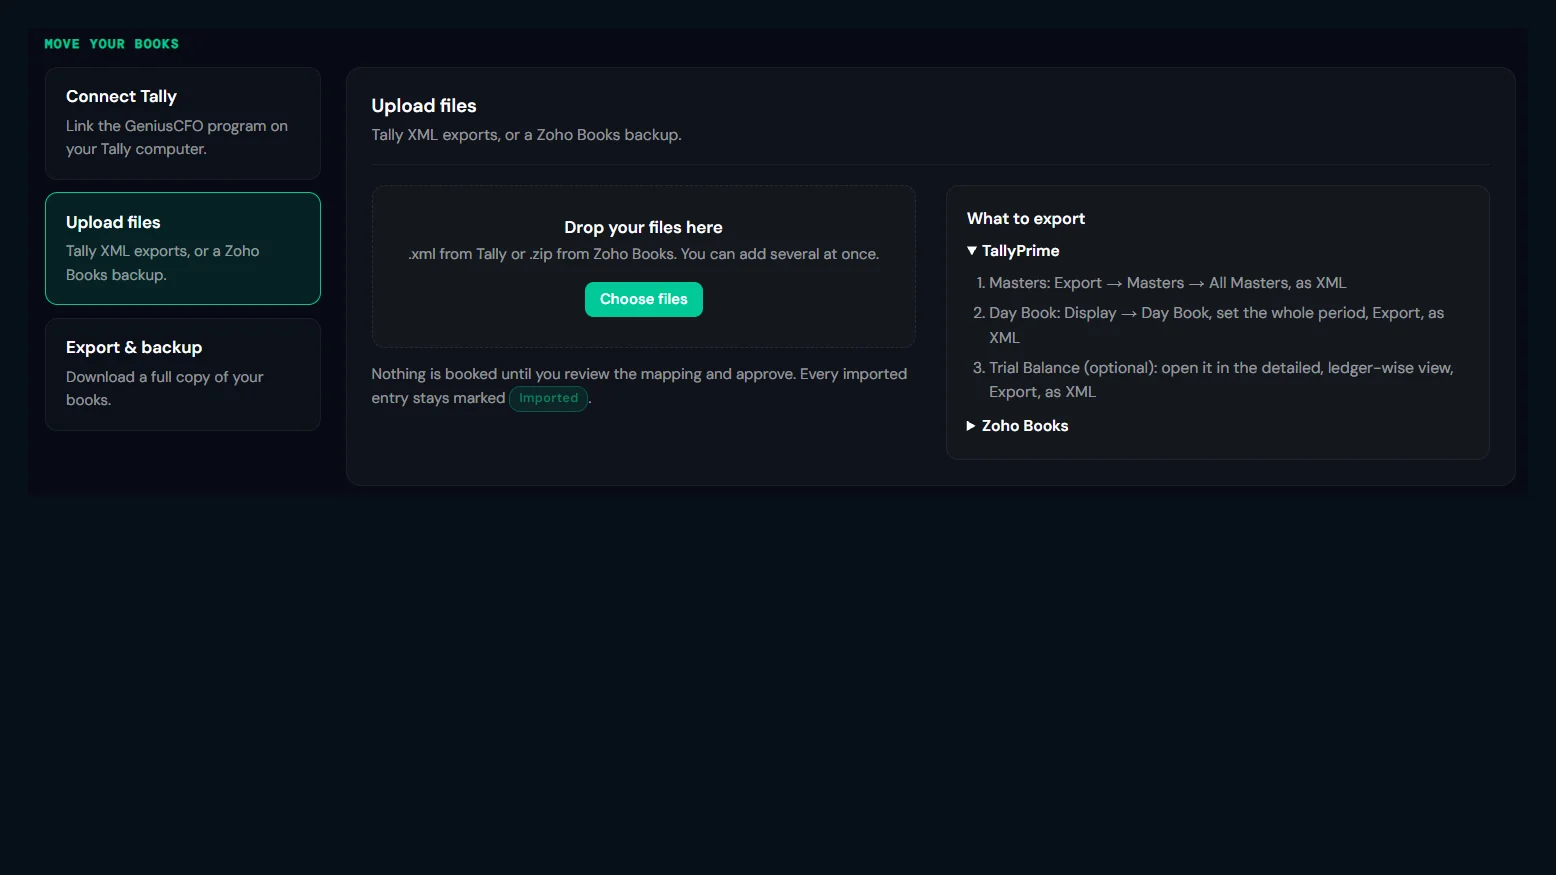 MOVE YOUR BOOKS
Connect Tally
Link the GeniusCFO program on
your Tally computer.
Upload files
Tally XML exports, or a Zoho
Books backup.
Export & backup
Download a full copy of your
books.
Upload files
Tally XML exports, or a Zoho Books backup.
Drop your files here
.xml from Tally or .zip from Zoho Books. You can add several at once.
Choose files
Nothing is booked until you review the mapping and approve. Every imported
entry stays marked Imported.
What to export
▼ TallyPrime
1. Masters: Export → Masters → All Masters, as XML
2. Day Book: Display → Day Book, set the whole period, Export, as
XML
3. Trial Balance (optional): open it in the detailed, ledger-wise view,
Export, as XML
▶ Zoho Books